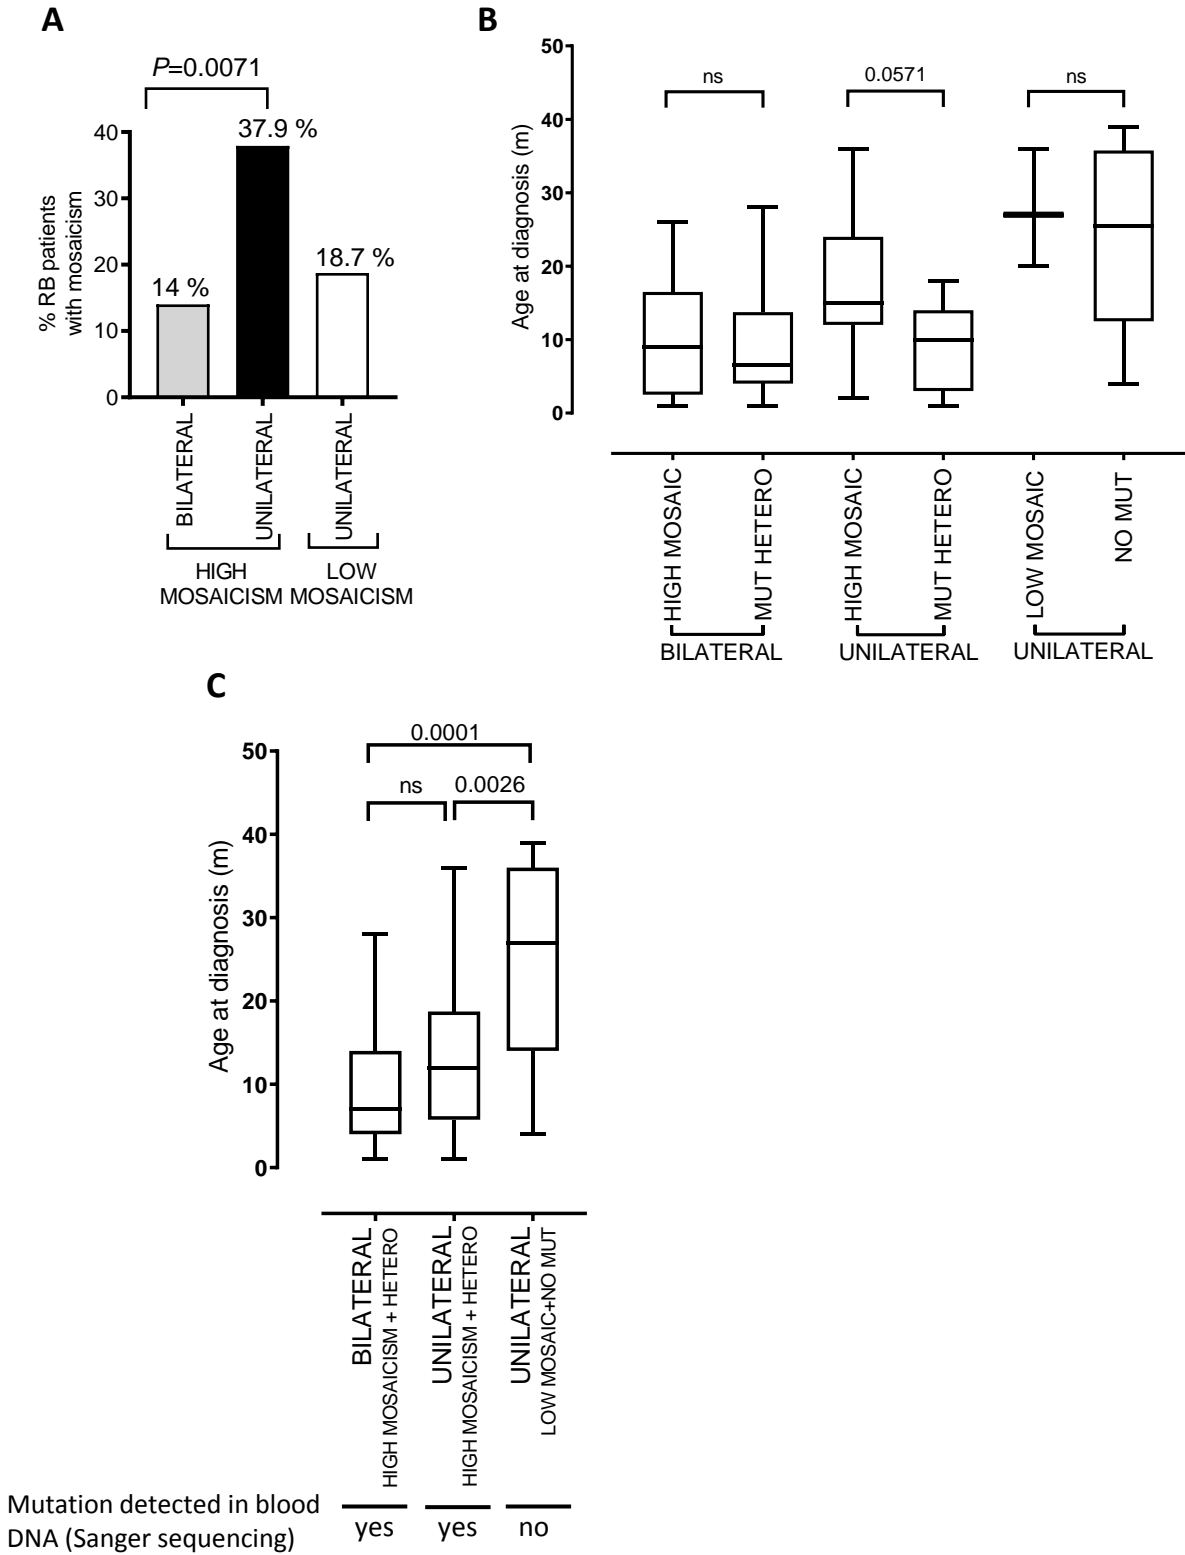 A
P=0.0071
37.9 %
14 %
18.7 %
% RB patients
with mosaicism
40
30
20
10
0
BILATERAL
UNILATERAL
UNILATERAL
HIGH
MOSAICISM
LOW
MOSAICISM
B
ns
0.0571
ns
Age at diagnosis (m)
50
40
30
20
10
0
HIGH MOSAIC
MUT HETERO
HIGH MOSAIC
MUT HETERO
LOW MOSAIC
NO MUT
BILATERAL
UNILATERAL
UNILATERAL
C
0.0001
ns
0.0026
Age at diagnosis (m)
50
40
30
20
10
0
BILATERAL
HIGH MOSAICISM + HETERO
UNILATERAL
HIGH MOSAICISM + HETERO
UNILATERAL
LOW MOSAIC+NO MUT
Mutation detected in blood
DNA (Sanger sequencing)
yes
yes
no